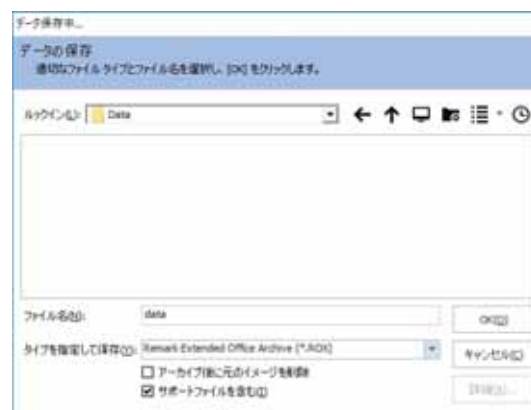 データ保存中...
データの保存
適切なファイル タイプとファイル名を選択し、[OK] をクリックします。
ルックイン(L):
Data
ファイル名(N):
data
OK(O)
タイプを指定して保存(V):
Remark Extended Office Archive (*.ROX)
キャンセル(C)
アーカイブ後に元のイメージを削除
サポートファイルを含む(I)